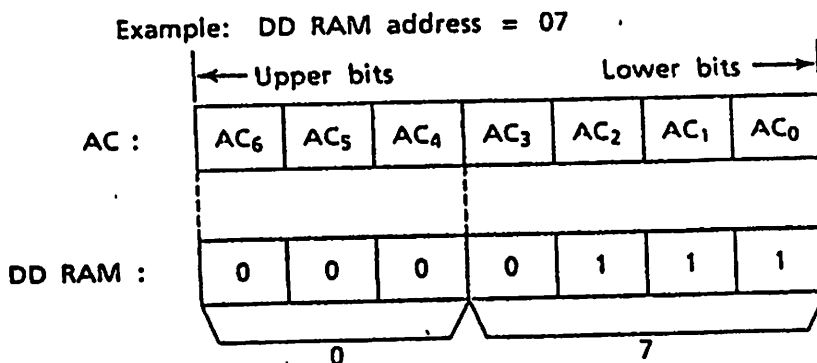 Example: DD RAM address = 07
Upper bits Lower bits
AC : AC6 AC5 AC4 AC3 AC2 AC1 AC0
DD RAM : 0 0 0 0 1 1 1
0 7